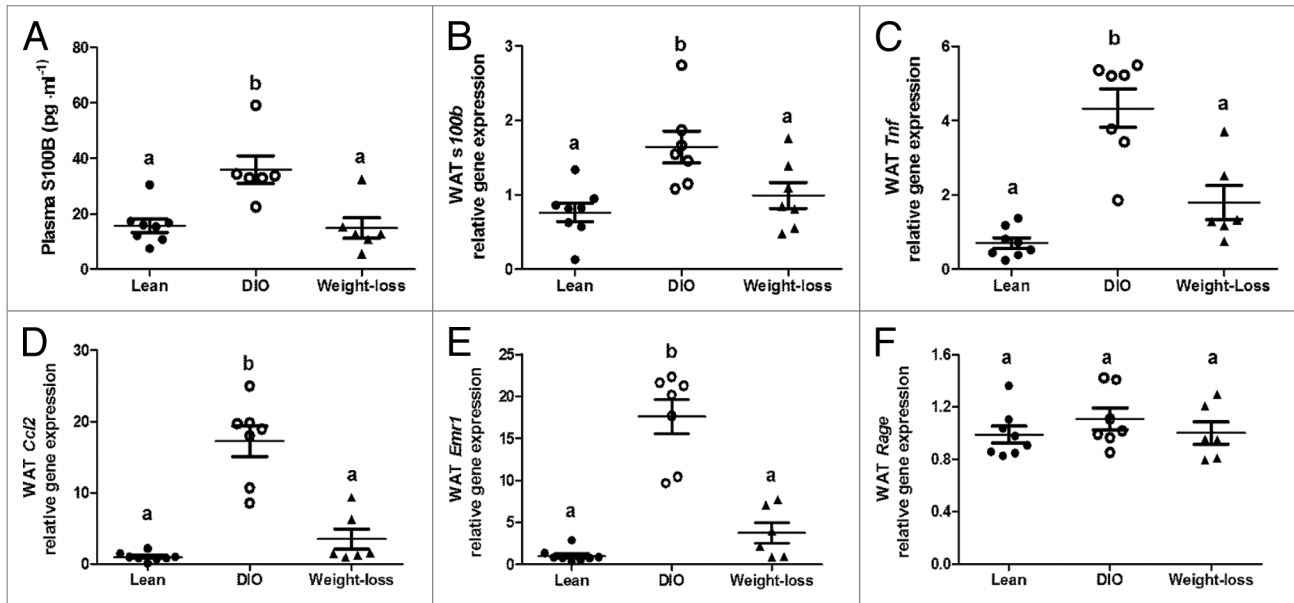 A
Plasma S100B (pg ·ml⁻¹)
80
60
40
20
0
a
b
a
Lean DIO Weight-loss
B
WAT s100b
relative gene expression
3
2
1
0
a
b
a
Lean DIO Weight-loss
C
WAT Tnf
relative gene expression
6
4
2
0
a
b
a
Lean DIO Weight-Loss
D
WAT Ccl2
relative gene expression
30
20
10
0
a
b
a
Lean DIO Weight-loss
E
WAT Emr1
relative gene expression
25
20
15
10
5
0
a
b
a
Lean DIO Weight-loss
F
WAT Rage
relative gene expression
1.6
1.2
0.8
0.4
0.0
a
a
a
Lean DIO Weight-loss